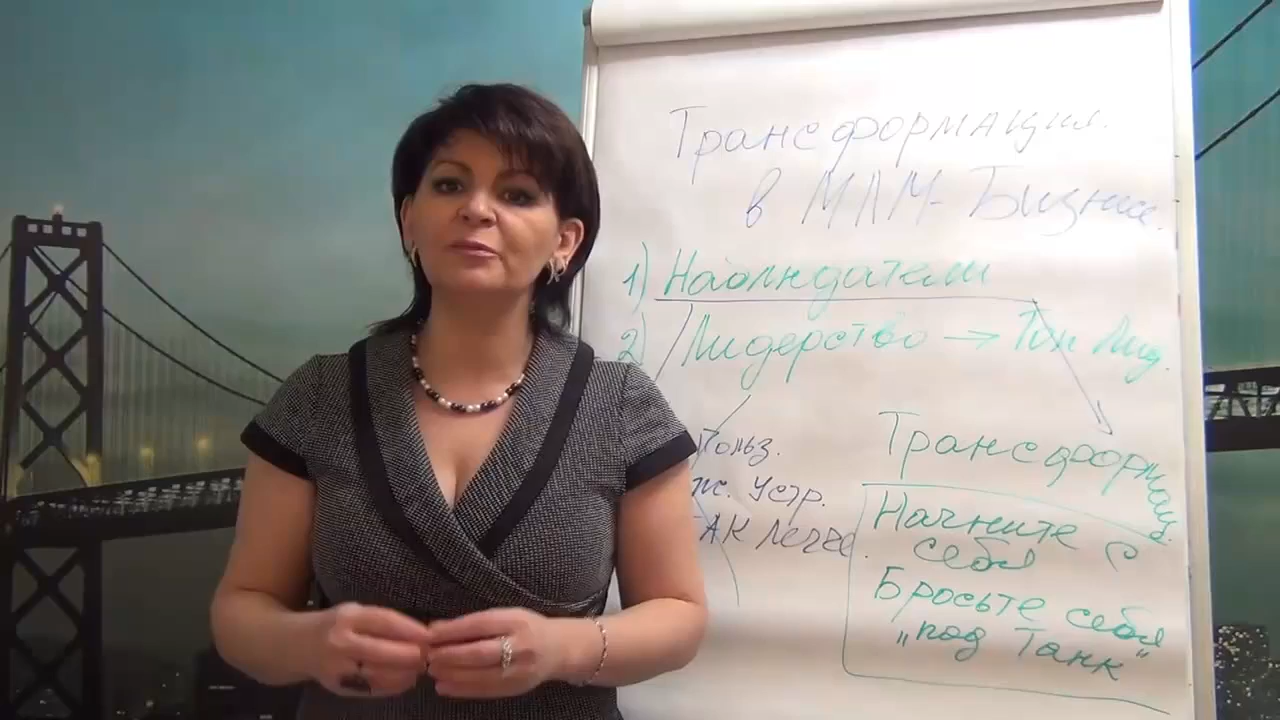 Трансформация
в МЛМ-Бизнесе.
1) Наблюдатели
2) Лидерство → Топ Лид.
Польз.
уст.
Так легче
Трансформац.
Начните с
себя
Бросьте себя
„под Танк"